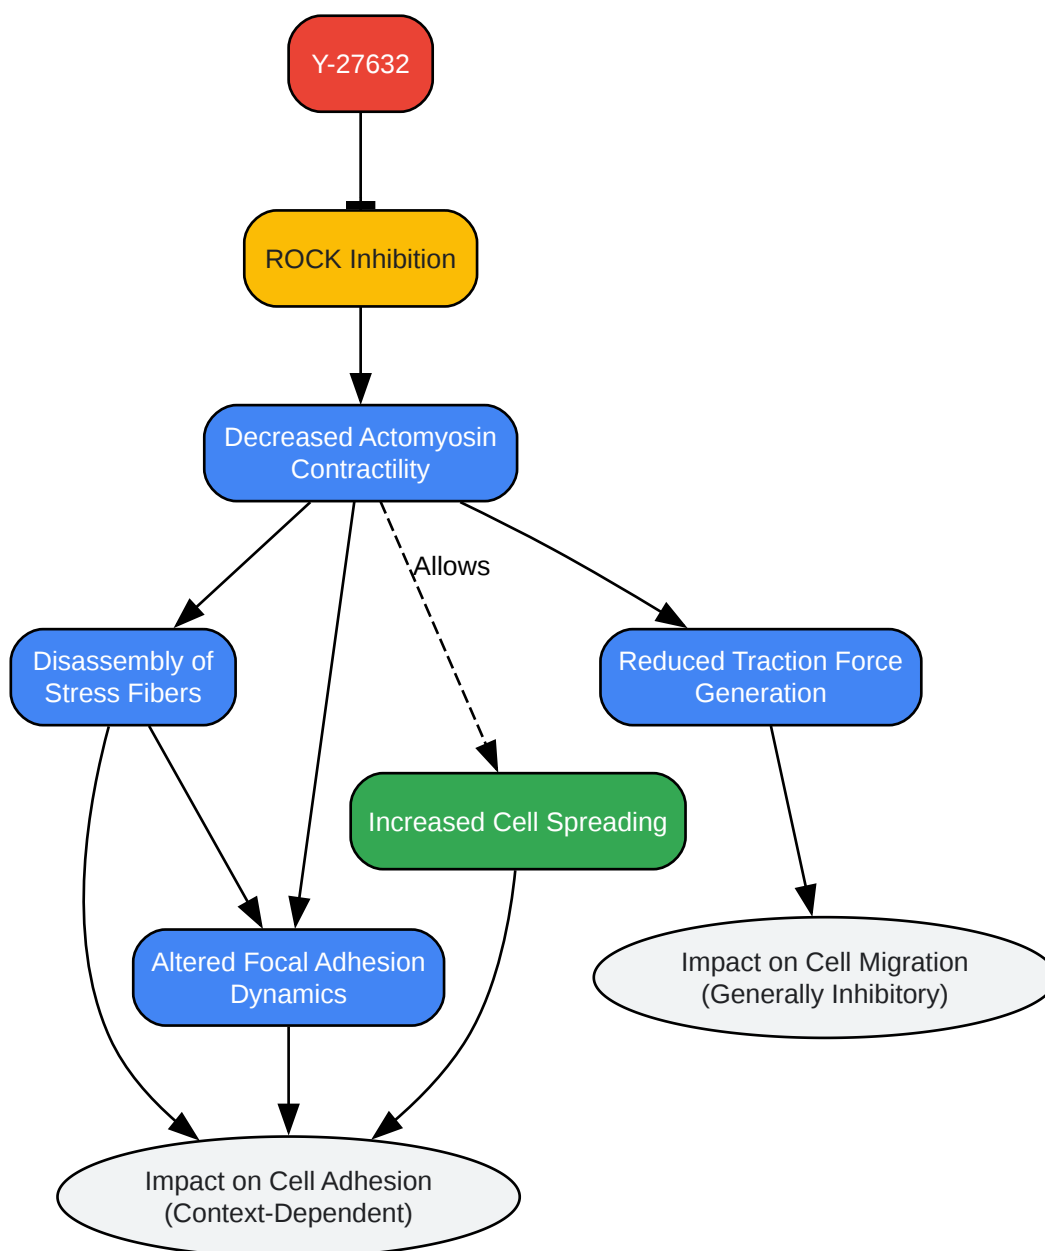 Y-27632
ROCK Inhibition
Decreased Actomyosin
Contractility
Allows
Disassembly of
Stress Fibers
Reduced Traction Force
Generation
Increased Cell Spreading
Altered Focal Adhesion
Dynamics
Impact on Cell Migration
(Generally Inhibitory)
Impact on Cell Adhesion
(Context-Dependent)